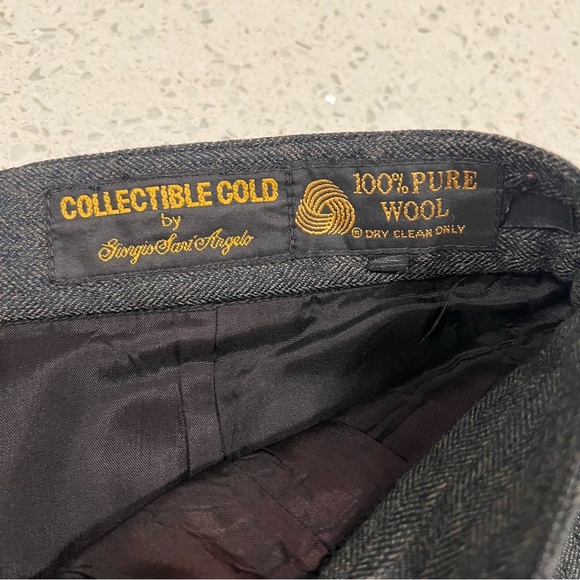 COLLECTIBLE GOLD
by
Giorgio Sant'Angelo
100% PURE
WOOL
® DRY CLEAN ONLY